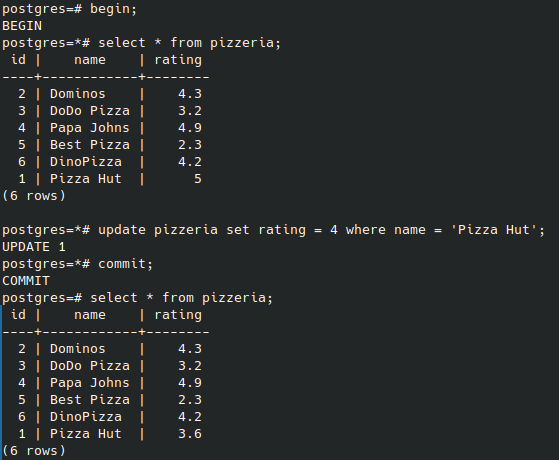 postgres=# begin;
BEGIN
postgres=*# select * from pizzeria;
 id |    name    | rating
----+------------+--------
  2 | Dominos    |    4.3
  3 | DoDo Pizza |    3.2
  4 | Papa Johns |    4.9
  5 | Best Pizza |    2.3
  6 | DinoPizza  |    4.2
  1 | Pizza Hut  |      5
(6 rows)

postgres=*# update pizzeria set rating = 4 where name = 'Pizza Hut';
UPDATE 1
postgres=*# commit;
COMMIT
postgres=# select * from pizzeria;
 id |    name    | rating
----+------------+--------
  2 | Dominos    |    4.3
  3 | DoDo Pizza |    3.2
  4 | Papa Johns |    4.9
  5 | Best Pizza |    2.3
  6 | DinoPizza  |    4.2
  1 | Pizza Hut  |    3.6
(6 rows)